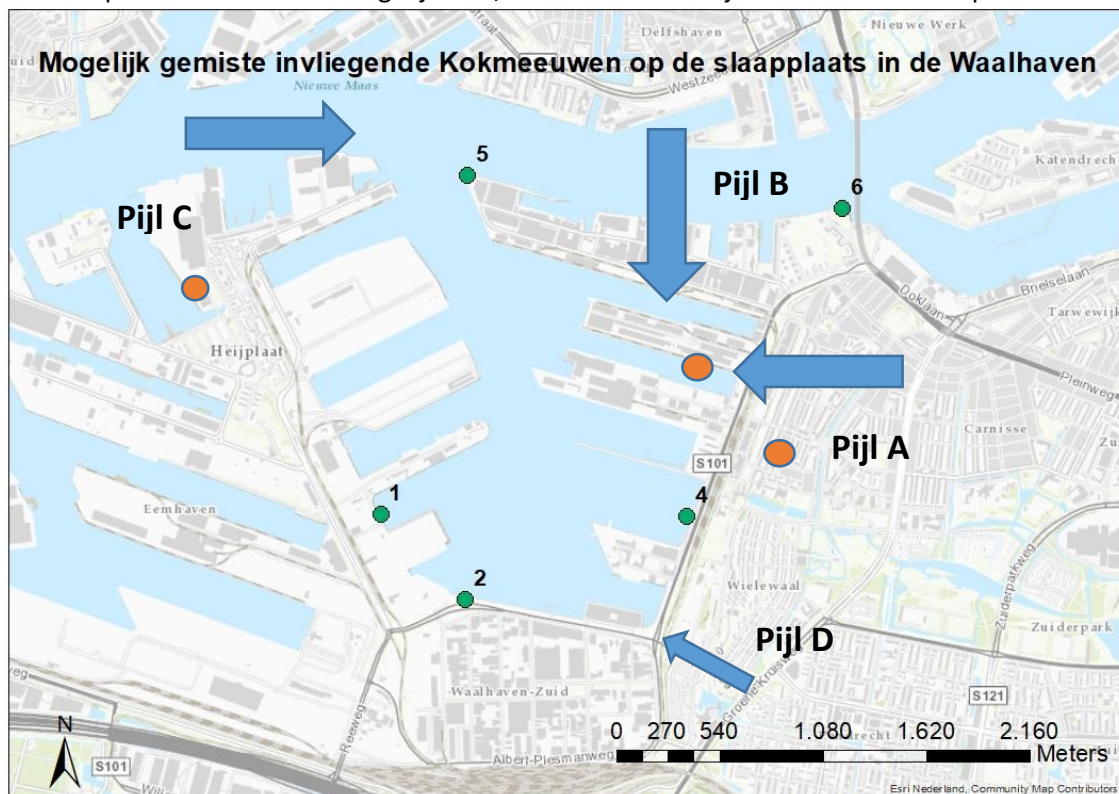 Mogelijk gemiste invliegende Kokmeeuwen op de slaapplaats in de Waalhaven
Delfshaven
Nieuwe Werk
Nieuwe Maas
Katendrecht
5
Pijl B
6
Pijl C
Doklaan
Brielselaan
Tarwewijk
Heijplaat
Pleinweg
Carnisse
Pijl A
S101
1
4
Eemhaven
2
Wielewaal
Zuiderparkweg
Zuiderpark
Pijl D
Waalhaven-Zuid
S121
Reeweg
N
S101
Albert-Plesmanweg
0 270 540 1.080 1.620 2.160
Meters
Esri Nederland, Community Map Contributors